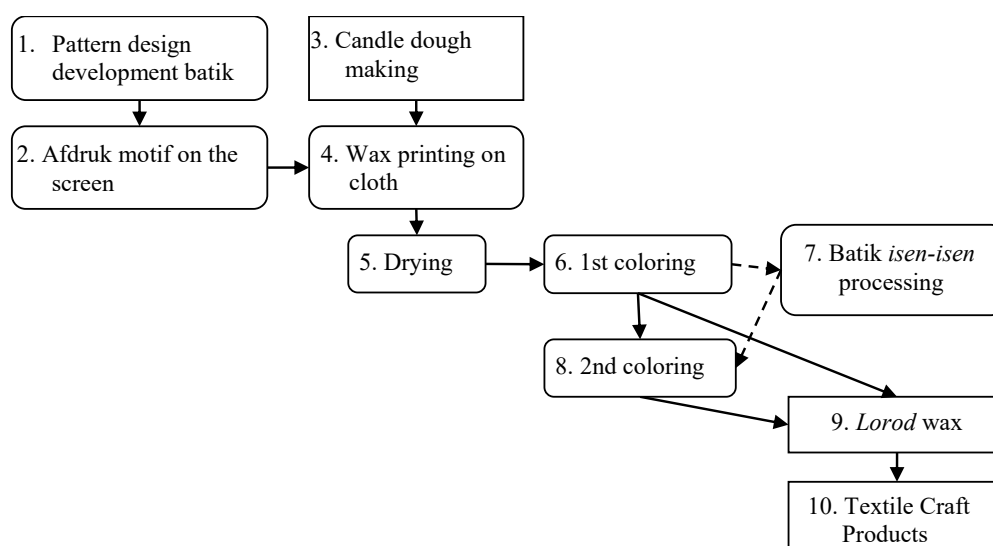 1. Pattern design
development batik
2. Afdruk motif on the
screen
3. Candle dough
making
4. Wax printing on
cloth
5. Drying
6. 1st coloring
7. Batik isen-isen
processing
8. 2nd coloring
9. Lorod wax
10. Textile Craft
Products